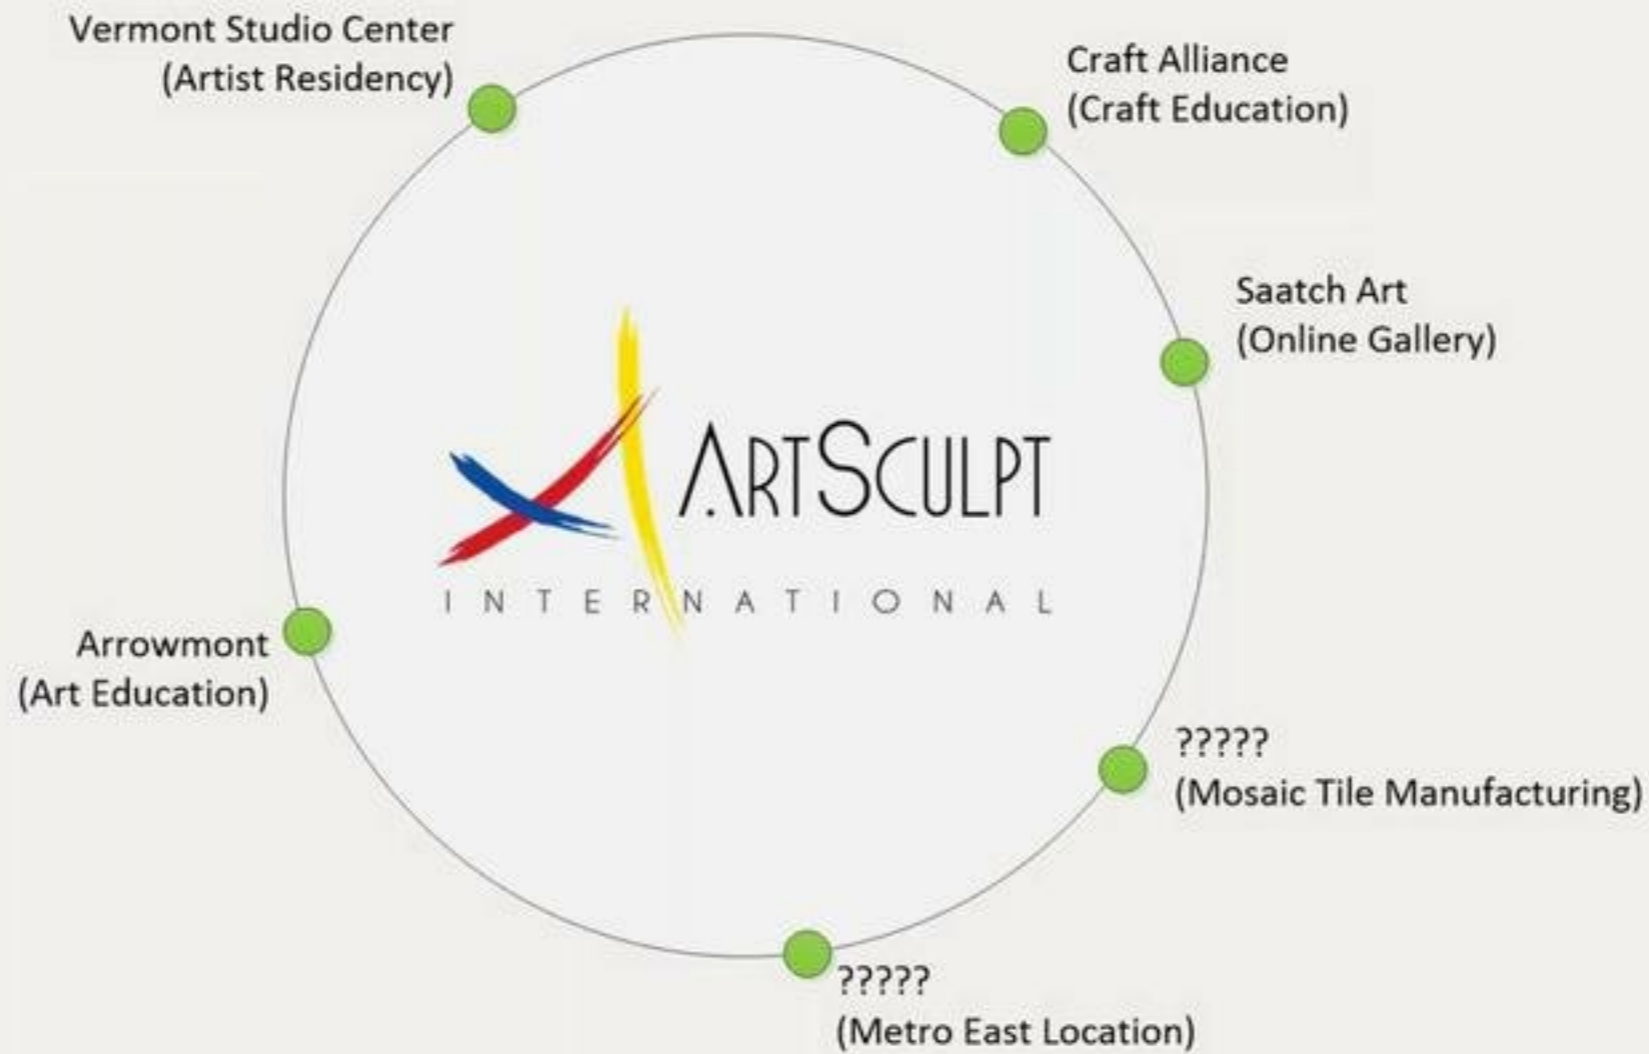 Vermont Studio Center
(Artist Residency)
Craft Alliance
(Craft Education)
Saatch Art
(Online Gallery)
ARTSCULPT
INTERNATIONAL
Arrowmont
(Art Education)
?????
(Mosaic Tile Manufacturing)
?????
(Metro East Location)